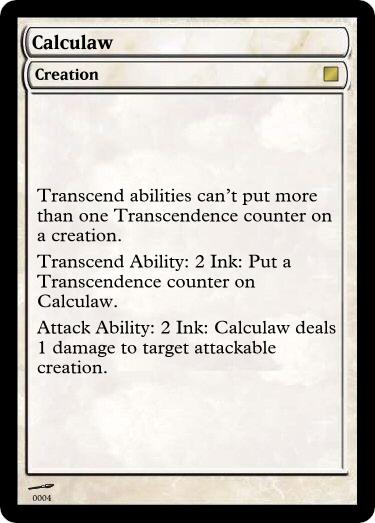 Calculaw
Creation
Transcend abilities can't put more
than one Transcendence counter on
a creation.
Transcend Ability: 2 Ink: Put a
Transcendence counter on
Calculaw.
Attack Ability: 2 Ink: Calculaw deals
1 damage to target attackable
creation.
0004